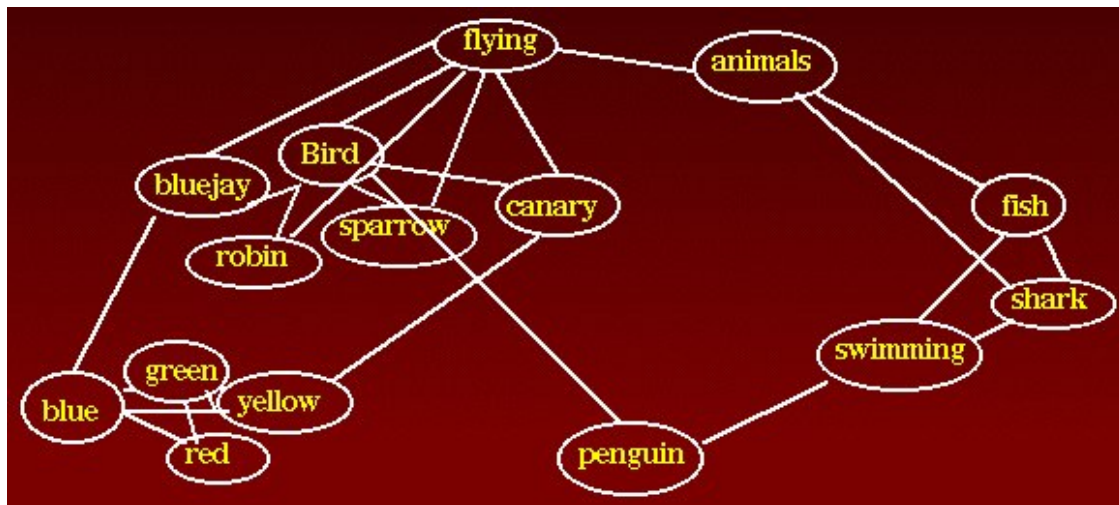 flying
animals
Bird
bluejay
canary
fish
sparrow
robin
shark
swimming
green
yellow
blue
red
penguin